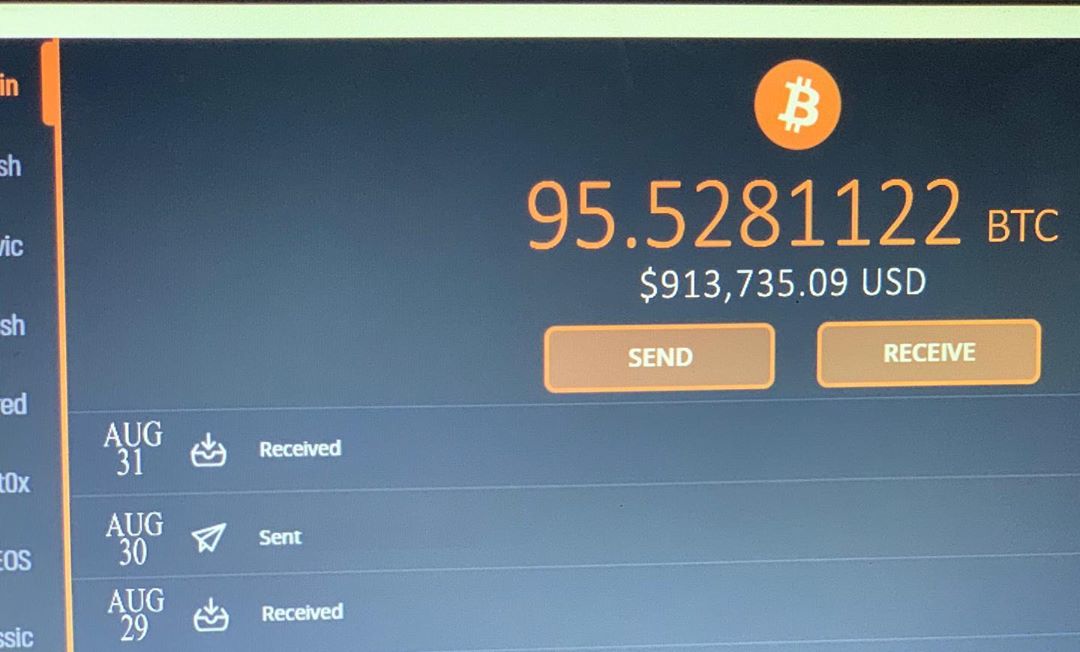 in
sh
vic
sh
ed
t0x
EOS
ssic
95.5281122 BTC
$913,735.09 USD
SEND
RECEIVE
AUG
31
Received
AUG
30
Sent
AUG
29
Received